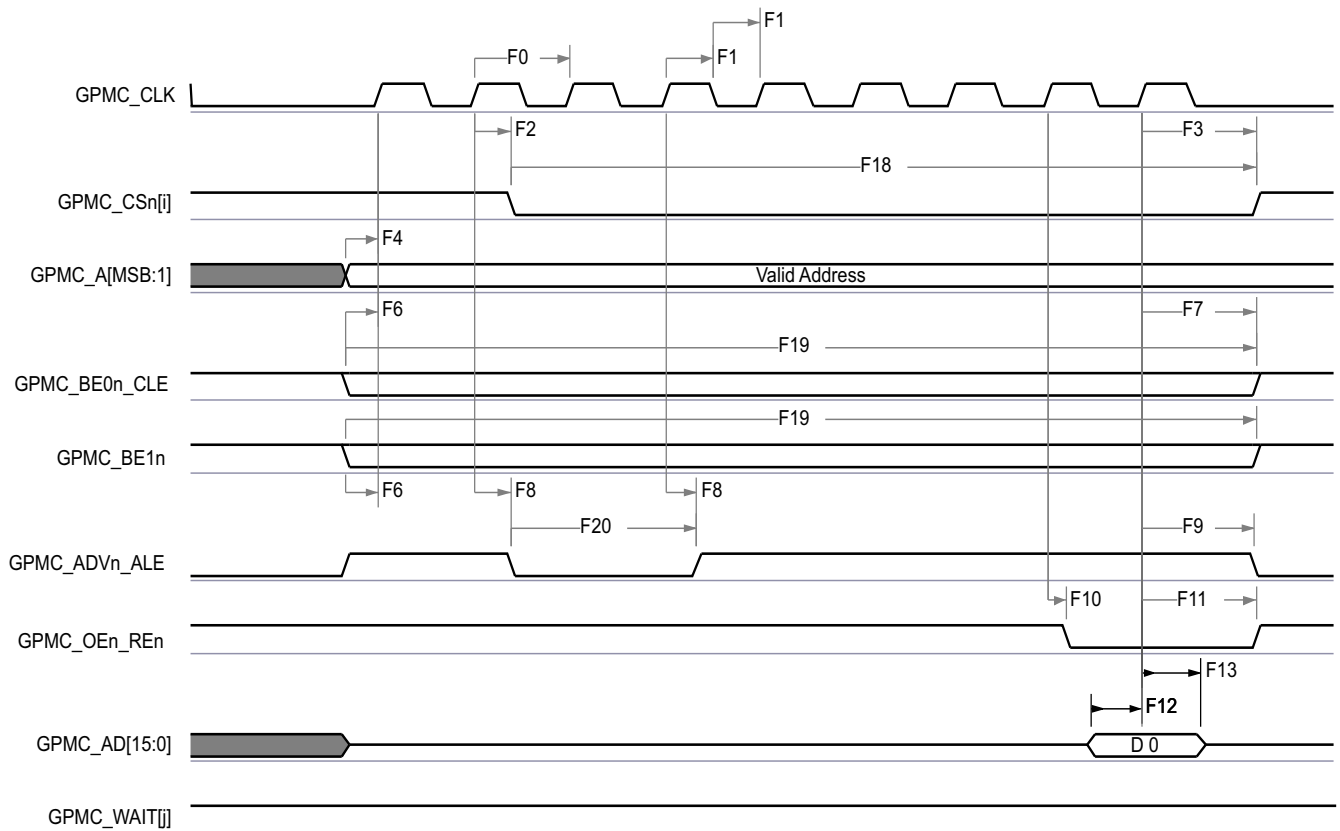 F1
F0
F1
GPMC_CLK
F2
F3
F18
GPMC_CSn[i]
F4
GPMC_A[MSB:1]
Valid Address
F6
F7
F19
GPMC_BE0n_CLE
F19
GPMC_BE1n
F6
F8
F8
F20
F9
GPMC_ADVn_ALE
F10
F11
GPMC_OEn_REn
F13
F12
GPMC_AD[15:0]
D 0
GPMC_WAIT[j]